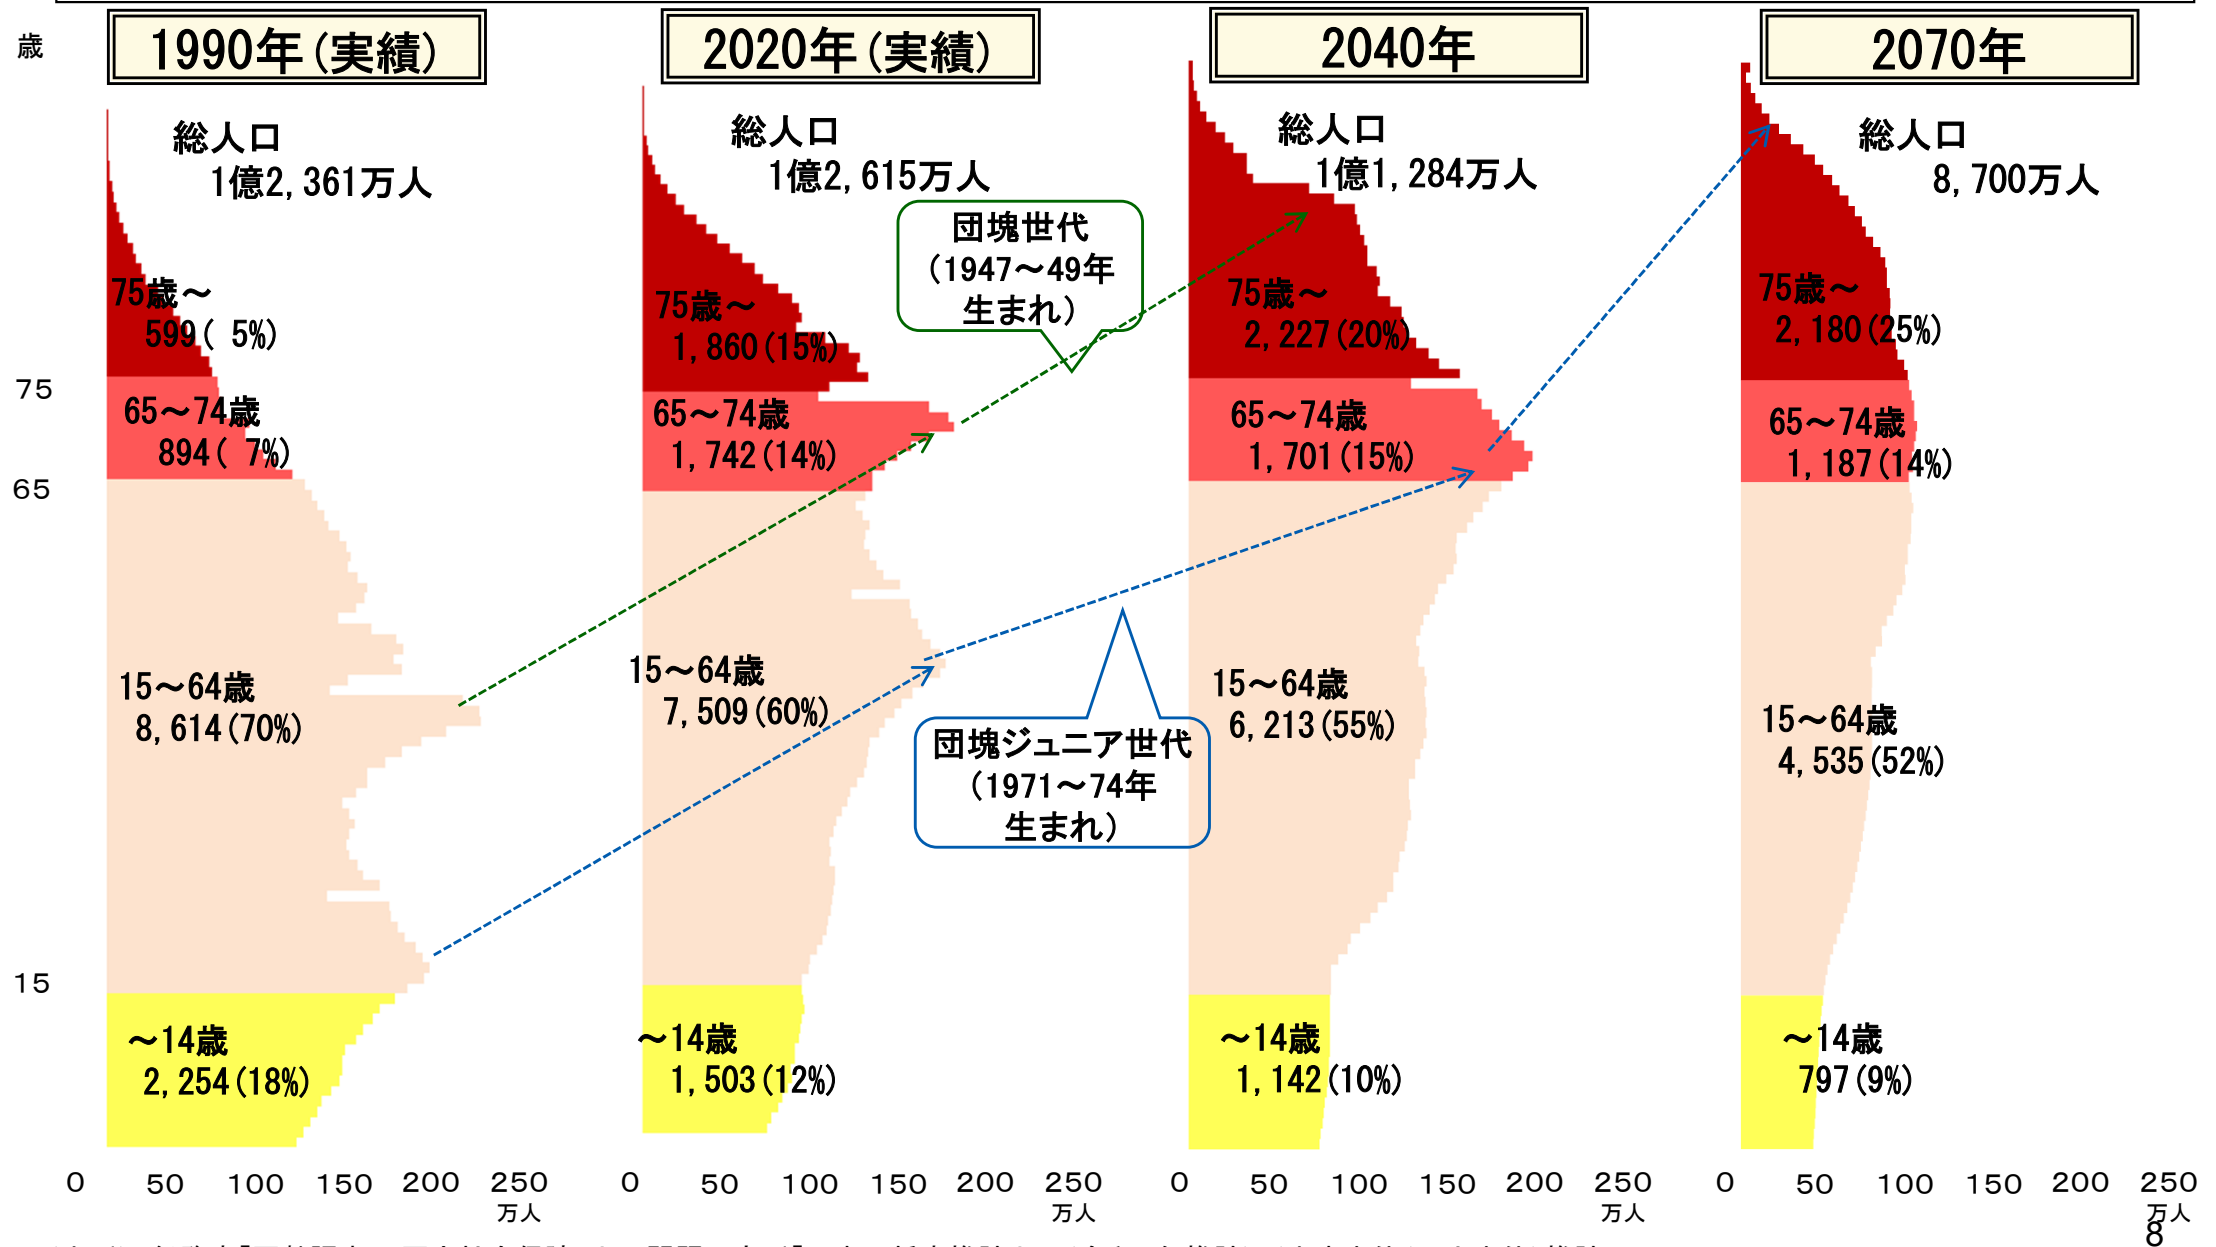 歳
1990年(実績)
総人口
1億2,361万人
75歳～
599( 5%)
65～74歳
894( 7%)
15～64歳
8,614(70%)
～14歳
2,254(18%)
75
65
15
0 50 100 150 200 250
万人
2020年(実績)
総人口
1億2,615万人
75歳～
1,860(15%)
65～74歳
1,742(14%)
15～64歳
7,509(60%)
～14歳
1,503(12%)
0 50 100 150 200 250
万人
団塊世代
(1947～49年
生まれ)
団塊ジュニア世代
(1971～74年
生まれ)
2040年
総人口
1億1,284万人
75歳～
2,227(20%)
65～74歳
1,701(15%)
15～64歳
6,213(55%)
～14歳
1,142(10%)
0 50 100 150 200 250
万人
2070年
総人口
8,700万人
75歳～
2,180(25%)
65～74歳
1,187(14%)
15～64歳
4,535(52%)
～14歳
797(9%)
0 50 100 150 200 250
万人
8